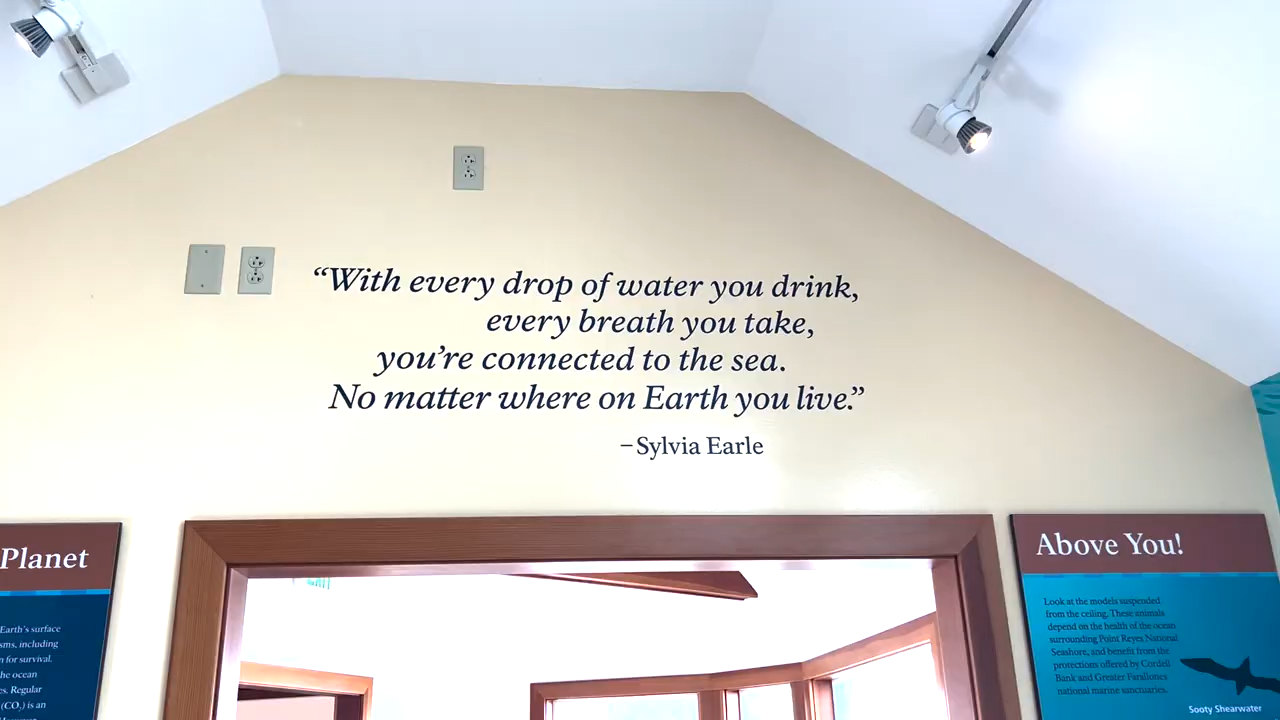 “With every drop of water you drink,
every breath you take,
you’re connected to the sea.
No matter where on Earth you live.”
–Sylvia Earle
Planet
Earth's surface
sms, including
n for survival.
he ocean
es. Regular
(CO₂) is an
Above You!
Look at the models suspended
from the ceiling. These animals
depend on the health of the ocean
surrounding Point Reyes National
Seashore, and benefit from the
protections offered by Cordell
Bank and Greater Farallones
national marine sanctuaries.
Sooty Shearwater